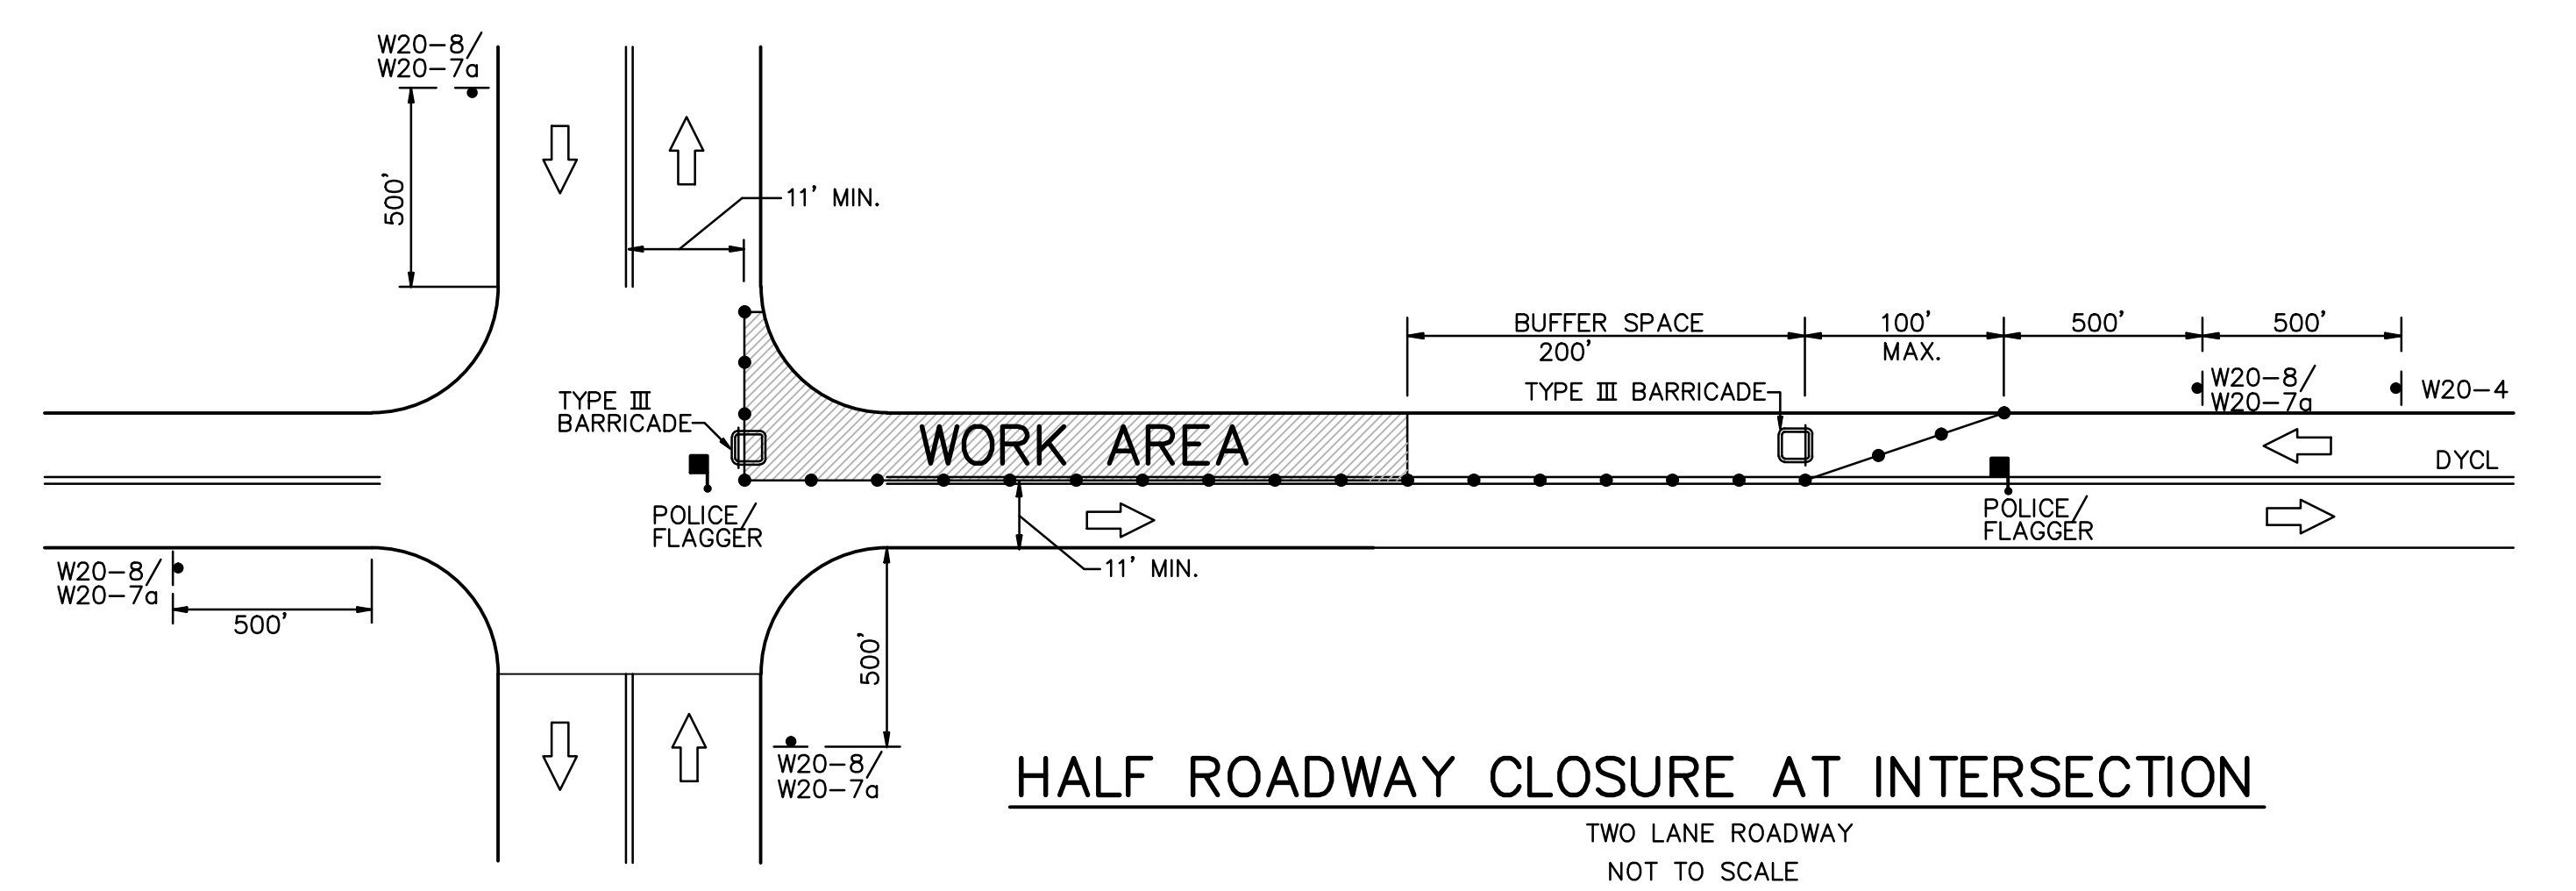 W20-8/
W20-7a
500'
11' MIN.
BUFFER SPACE
200'
100'
MAX.
500'
500'
TYPE III
BARRICADE
TYPE III BARRICADE
W20-8/
W20-7a
W20-4
WORK AREA
DYCL
POLICE/
FLAGGER
POLICE/
FLAGGER
11' MIN.
W20-8/
W20-7a
500'
500'
W20-8/
W20-7a
HALF ROADWAY CLOSURE AT INTERSECTION
TWO LANE ROADWAY
NOT TO SCALE